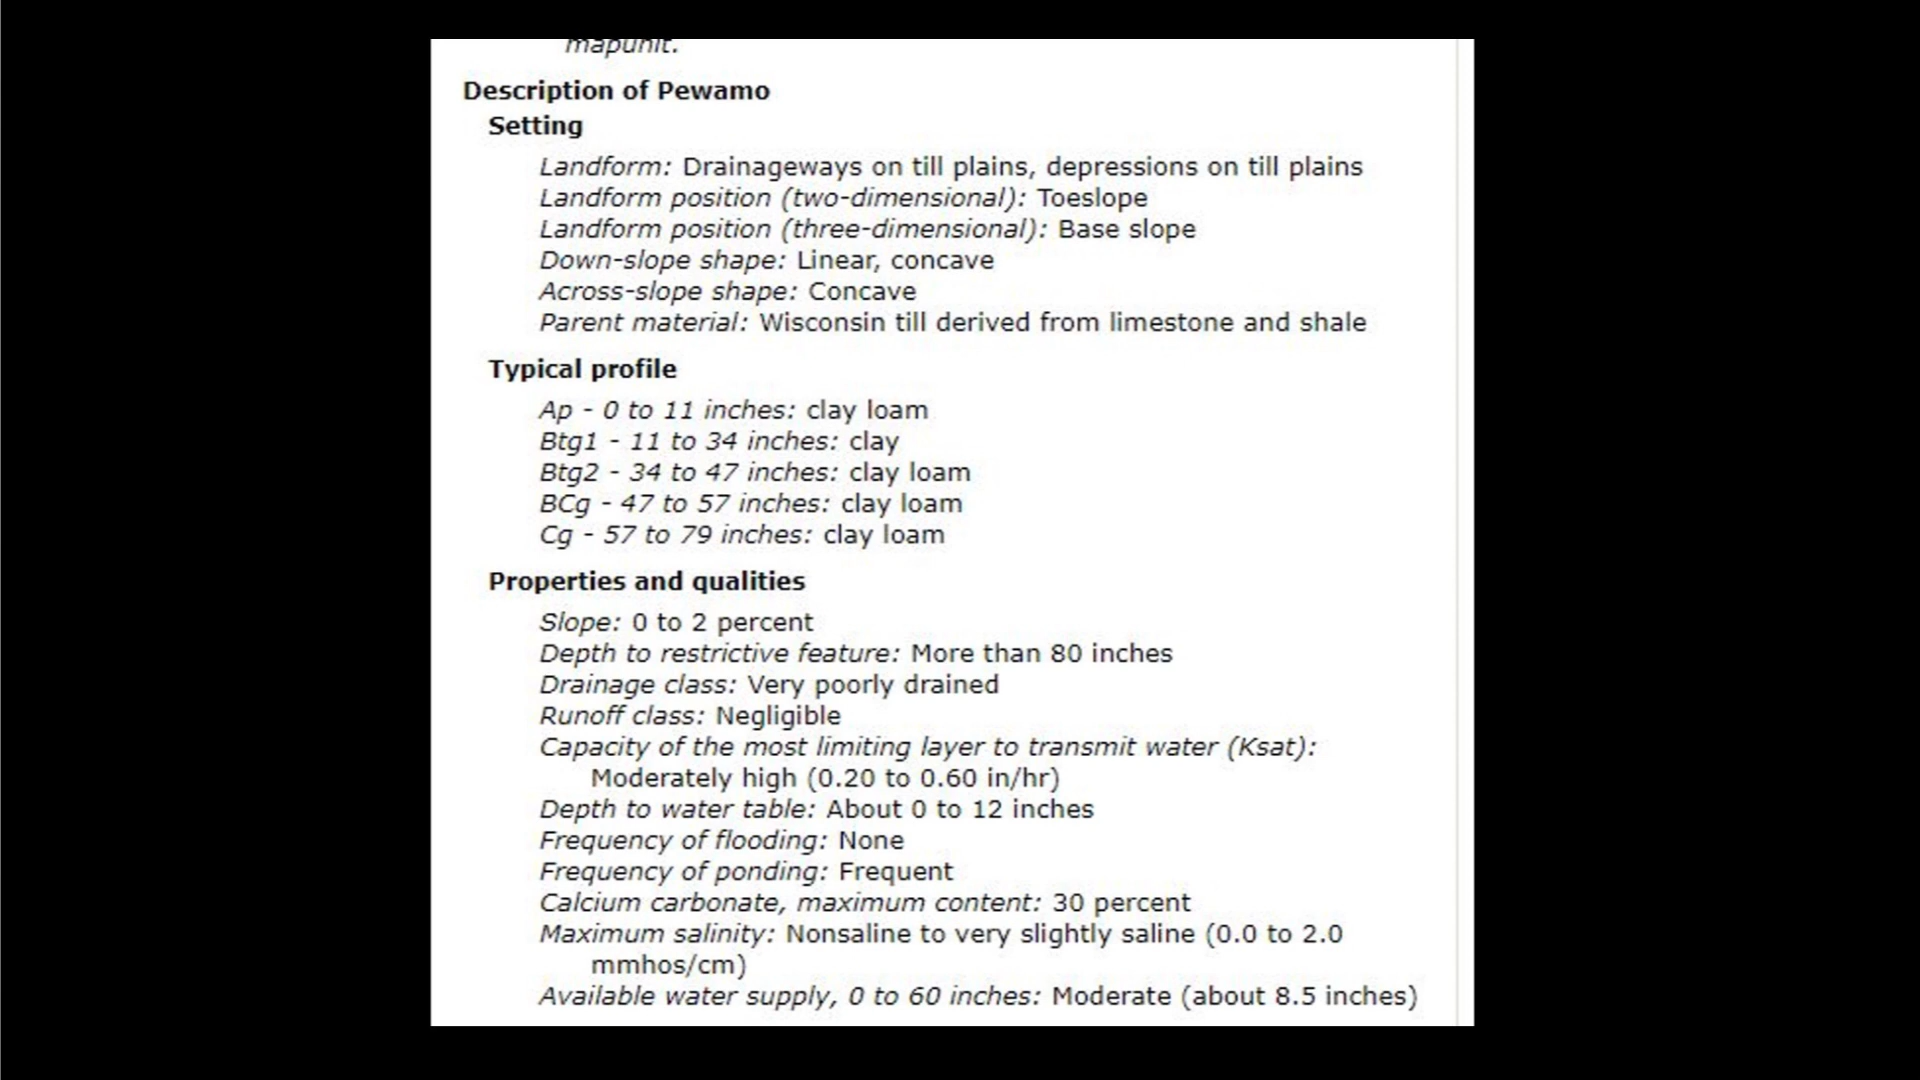 mapunit.
Description of Pewamo
Setting
Landform: Drainageways on till plains, depressions on till plains
Landform position (two-dimensional): Toeslope
Landform position (three-dimensional): Base slope
Down-slope shape: Linear, concave
Across-slope shape: Concave
Parent material: Wisconsin till derived from limestone and shale
Typical profile
Ap - 0 to 11 inches: clay loam
Btg1 - 11 to 34 inches: clay
Btg2 - 34 to 47 inches: clay loam
BCg - 47 to 57 inches: clay loam
Cg - 57 to 79 inches: clay loam
Properties and qualities
Slope: 0 to 2 percent
Depth to restrictive feature: More than 80 inches
Drainage class: Very poorly drained
Runoff class: Negligible
Capacity of the most limiting layer to transmit water (Ksat):
Moderately high (0.20 to 0.60 in/hr)
Depth to water table: About 0 to 12 inches
Frequency of flooding: None
Frequency of ponding: Frequent
Calcium carbonate, maximum content: 30 percent
Maximum salinity: Nonsaline to very slightly saline (0.0 to 2.0
mmhos/cm)
Available water supply, 0 to 60 inches: Moderate (about 8.5 inches)